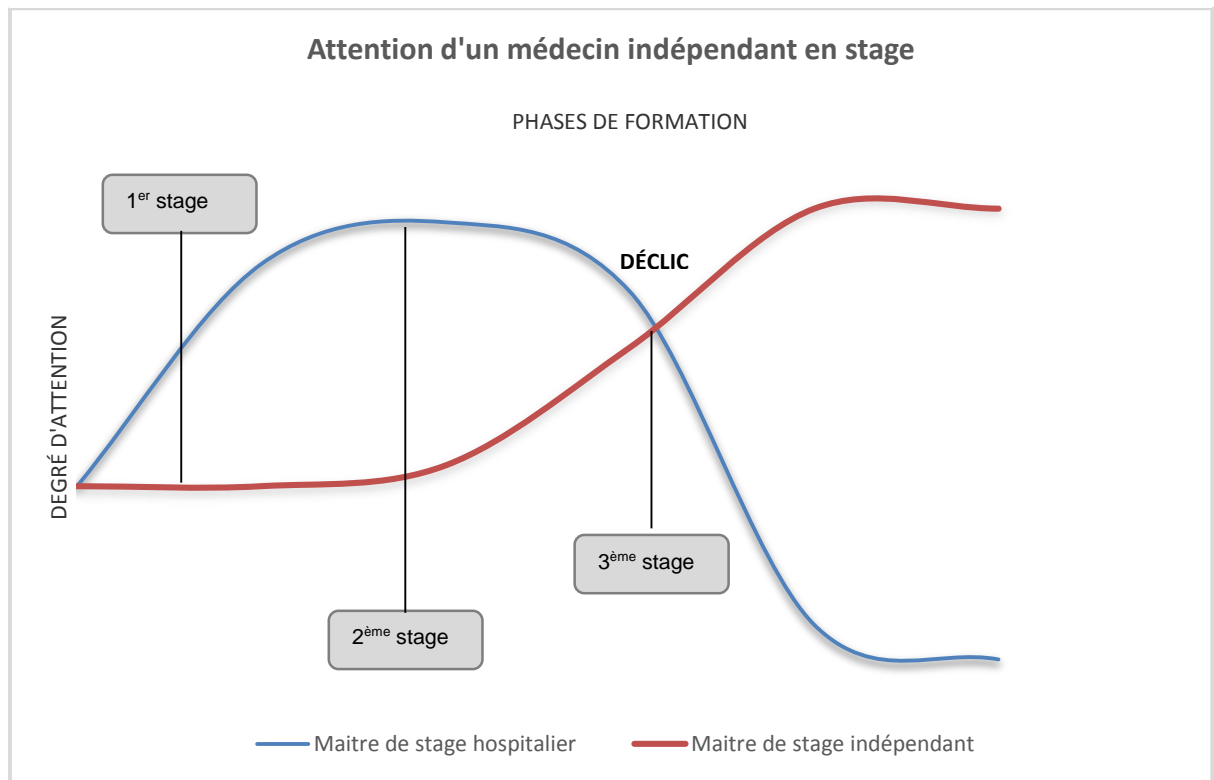 Attention d'un médecin indépendant en stage
PHASES DE FORMATION
1er stage
DÉCLIC
DEGRÉ D'ATTENTION
3ème stage
2ème stage
Maitre de stage hospitalier
Maitre de stage indépendant